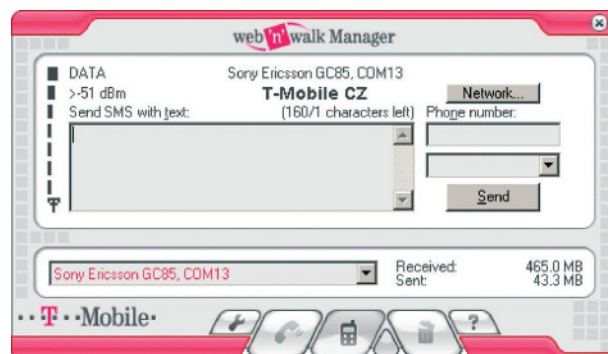 web'n'walk Manager
DATA
Sony Ericsson GC85, COM13
>-51 dBm
T-Mobile CZ
Network...
Send SMS with text:
(160/1 characters left)
Phone number:
Send
Sony Ericsson GC85, COM13
Received:
465.0 MB
Sent:
43.3 MB
··T··Mobile·
?